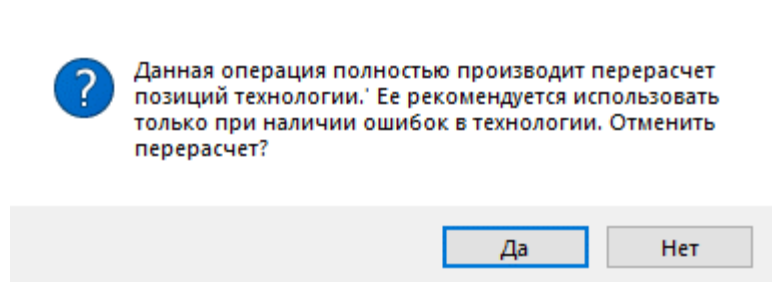 Данная операция полностью производит перерасчет
позиций технологии.' Ее рекомендуется использовать
только при наличии ошибок в технологии. Отменить
перерасчет?
Да Нет